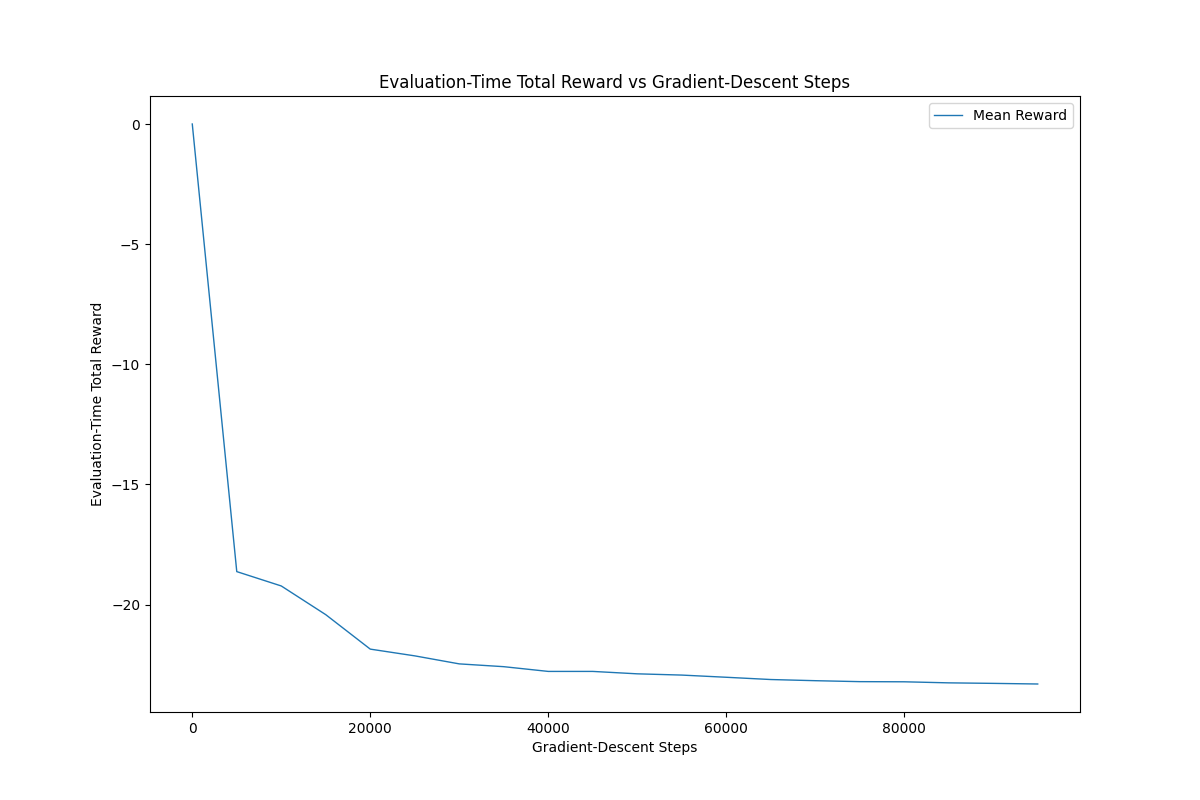 Evaluation-Time Total Reward vs Gradient-Descent Steps
Mean Reward
Evaluation-Time Total Reward
0
−5
−10
−15
−20
0 20000 40000 60000 80000
Gradient-Descent Steps